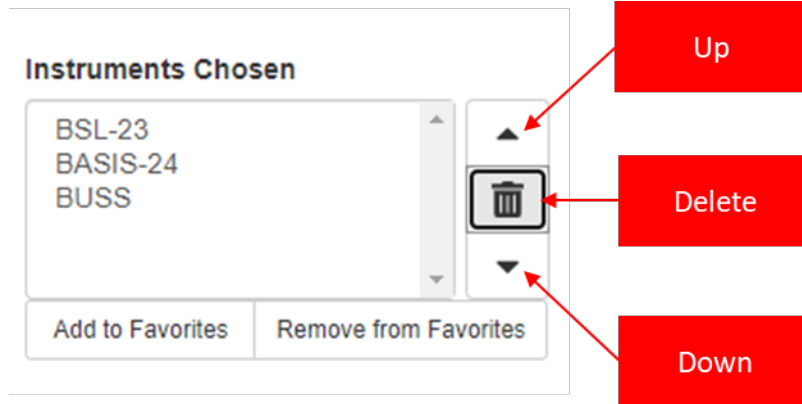 Instruments Chosen
BSL-23
BASIS-24
BUSS
Add to Favorites
Remove from Favorites
Up
Delete
Down